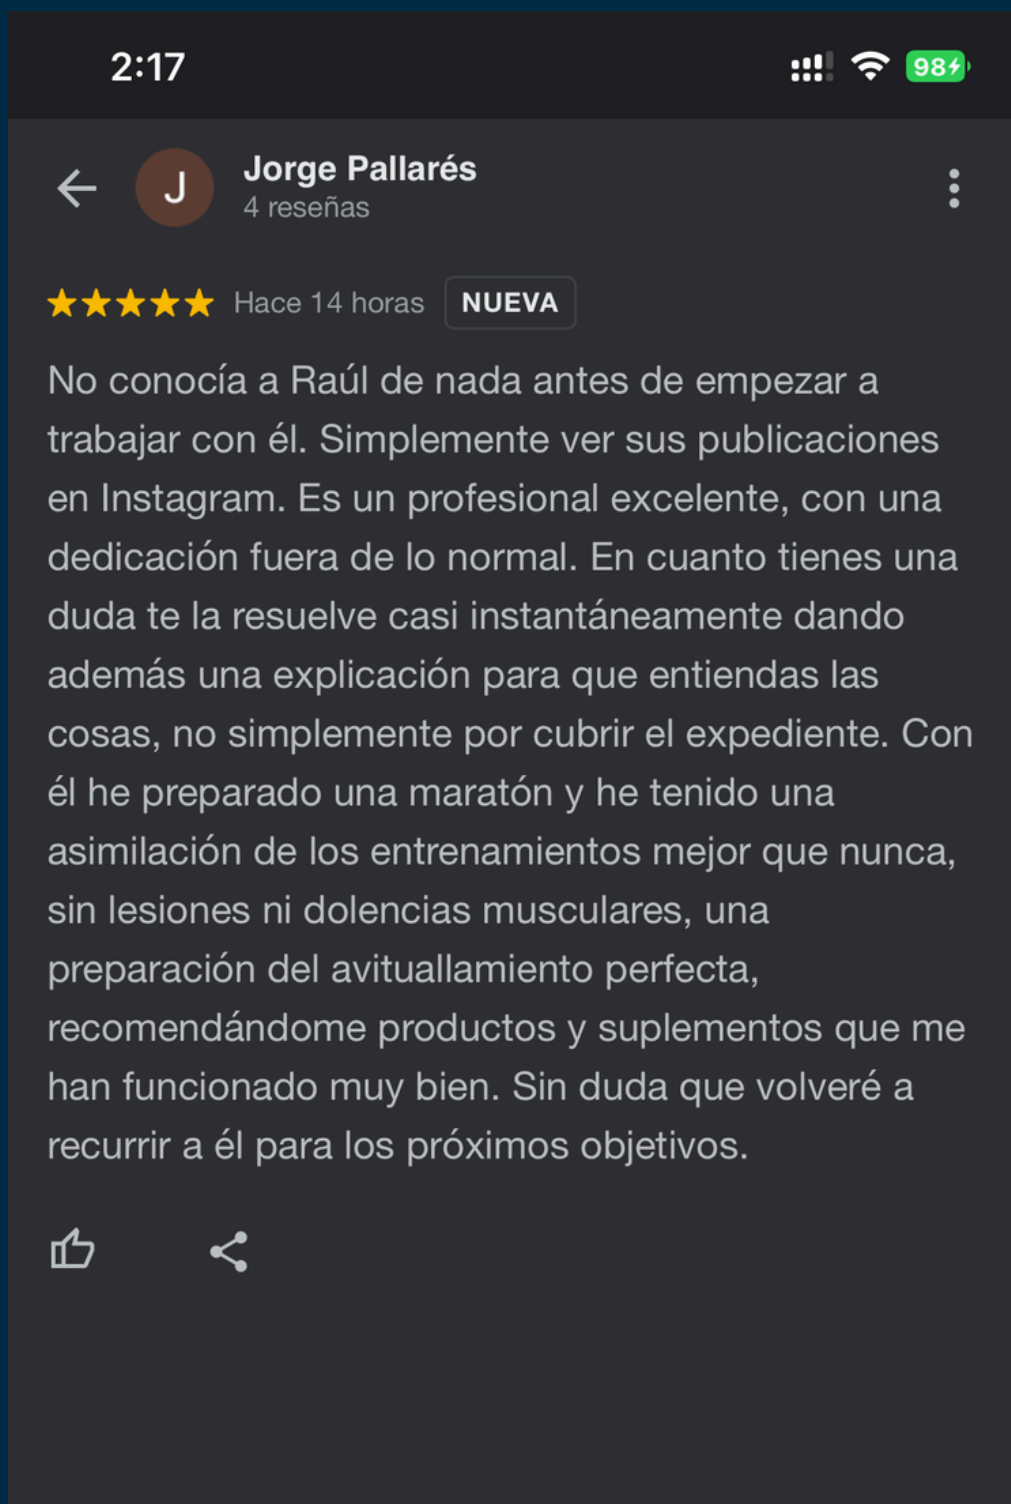 2:17
98
J
Jorge Pallarés
4 reseñas
Hace 14 horas NUEVA
No conocía a Raúl de nada antes de empezar a
trabajar con él. Simplemente ver sus publicaciones
en Instagram. Es un profesional excelente, con una
dedicación fuera de lo normal. En cuanto tienes una
duda te la resuelve casi instantáneamente dando
además una explicación para que entiendas las
cosas, no simplemente por cubrir el expediente. Con
él he preparado una maratón y he tenido una
asimilación de los entrenamientos mejor que nunca,
sin lesiones ni dolencias musculares, una
preparación del avituallamiento perfecta,
recomendándome productos y suplementos que me
han funcionado muy bien. Sin duda que volveré a
recurrir a él para los próximos objetivos.